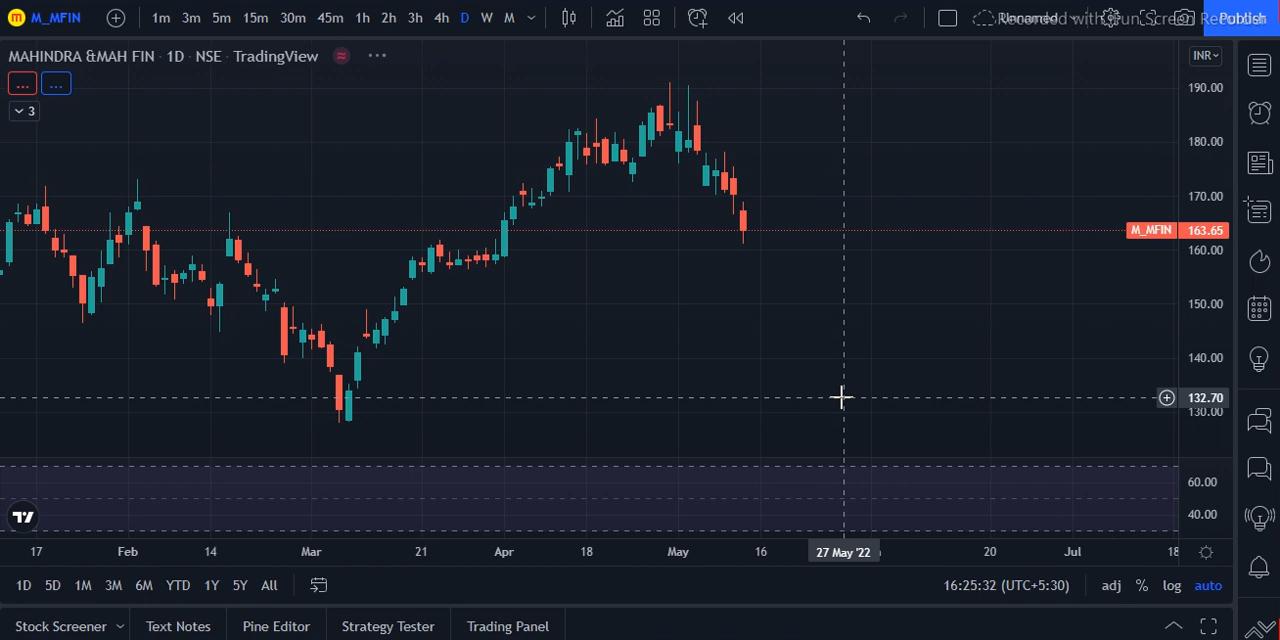 m M_MFIN 1m 3m 5m 15m 30m 45m 1h 2h 3h 4h D W M Unnamed Publish
MAHINDRA &MAH FIN · 1D · NSE · TradingView ≈ ···
INR
... ...
3
190.00
180.00
170.00
M_MFIN 163.65
160.00
150.00
140.00
132.70
130.00
60.00
40.00
17 Feb 14 Mar 21 Apr 18 May 16 27 May '22 20 Jul 18
1D 5D 1M 3M 6M YTD 1Y 5Y All 16:25:32 (UTC+5:30) adj % log auto
Stock Screener Text Notes Pine Editor Strategy Tester Trading Panel